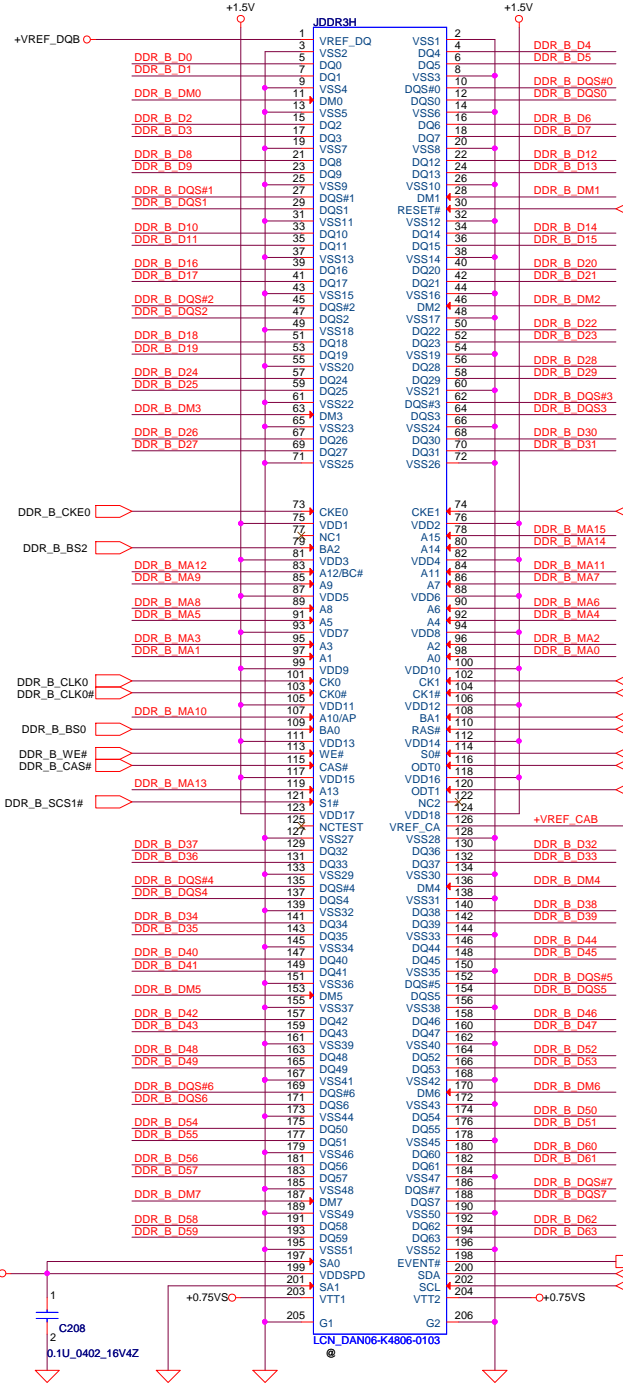 +1.5V +1.5V
JDDR3H
+VREF_DQB 1 VREF_DQ VSS1 2
3 VSS2 DQ4 4 DDR_B_D4
DDR_B_D0 5 DQ0 DQ5 6 DDR_B_D5
DDR_B_D1 7 DQ1 VSS3 8
9 VSS4 DQS#0 10 DDR_B_DQS#0
DDR_B_DM0 11 DM0 DQS0 12 DDR_B_DQS0
13 VSS5 VSS6 14
DDR_B_D2 15 DQ2 DQ6 16 DDR_B_D6
DDR_B_D3 17 DQ3 DQ7 18 DDR_B_D7
19 VSS7 VSS8 20
DDR_B_D8 21 DQ8 DQ12 22 DDR_B_D12
DDR_B_D9 23 DQ9 DQ13 24 DDR_B_D13
25 VSS9 VSS10 26
DDR_B_DQS#1 27 DQS#1 DM1 28 DDR_B_DM1
DDR_B_DQS1 29 DQS1 RESET# 30
31 VSS11 VSS12 32
DDR_B_D10 33 DQ10 DQ14 34 DDR_B_D14
DDR_B_D11 35 DQ11 DQ15 36 DDR_B_D15
37 VSS13 VSS14 38
DDR_B_D16 39 DQ16 DQ20 40 DDR_B_D20
DDR_B_D17 41 DQ17 DQ21 42 DDR_B_D21
43 VSS15 VSS16 44
DDR_B_DQS#2 45 DQS#2 DM2 46 DDR_B_DM2
DDR_B_DQS2 47 DQS2 VSS17 48
49 VSS18 DQ22 50 DDR_B_D22
DDR_B_D18 51 DQ18 DQ23 52 DDR_B_D23
DDR_B_D19 53 DQ19 VSS19 54
55 VSS20 DQ28 56 DDR_B_D28
DDR_B_D24 57 DQ24 DQ29 58 DDR_B_D29
DDR_B_D25 59 DQ25 VSS21 60
61 VSS22 DQS#3 62 DDR_B_DQS#3
DDR_B_DM3 63 DM3 DQS3 64 DDR_B_DQS3
65 VSS23 VSS24 66
DDR_B_D26 67 DQ26 DQ30 68 DDR_B_D30
DDR_B_D27 69 DQ27 DQ31 70 DDR_B_D31
71 VSS25 VSS26 72
DDR_B_CKE0 73 CKE0 CKE1 74
75 VDD1 VDD2 76
77 NC1 A15 78 DDR_B_MA15
DDR_B_BS2 79 BA2 A14 80 DDR_B_MA14
81 VDD3 VDD4 82
DDR_B_MA12 83 A12/BC# A11 84 DDR_B_MA11
DDR_B_MA9 85 A9 A7 86 DDR_B_MA7
87 VDD5 VDD6 88
DDR_B_MA8 89 A8 A6 90 DDR_B_MA6
DDR_B_MA5 91 A5 A4 92 DDR_B_MA4
93 VDD7 VDD8 94
DDR_B_MA3 95 A3 A2 96 DDR_B_MA2
DDR_B_MA1 97 A1 A0 98 DDR_B_MA0
99 VDD9 VDD10 100
DDR_B_CLK0 101 CK0 CK1 102
DDR_B_CLK0# 103 CK0# CK1# 104
105 VDD11 VDD12 106
DDR_B_MA10 107 A10/AP BA1 108
DDR_B_BS0 109 BA0 RAS# 110
111 VDD13 VDD14 112
DDR_B_WE# 113 WE# S0# 114
DDR_B_CAS# 115 CAS# ODT0 116
117 VDD15 VDD16 118
DDR_B_MA13 119 A13 ODT1 120
DDR_B_SCS1# 121 S1# NC2 122
123 VDD17 VDD18 124
125 NCTEST VREF_CA 126 +VREF_CAB
127 VSS27 VSS28 128
DDR_B_D37 129 DQ32 DQ36 130 DDR_B_D32
DDR_B_D36 131 DQ33 DQ37 132 DDR_B_D33
133 VSS29 VSS30 134
DDR_B_DQS#4 135 DQS#4 DM4 136 DDR_B_DM4
DDR_B_DQS4 137 DQS4 VSS31 138
139 VSS32 DQ38 140 DDR_B_D38
DDR_B_D34 141 DQ34 DQ39 142 DDR_B_D39
DDR_B_D35 143 DQ35 VSS33 144
145 VSS34 DQ44 146 DDR_B_D44
DDR_B_D40 147 DQ40 DQ45 148 DDR_B_D45
DDR_B_D41 149 DQ41 VSS35 150
151 VSS36 DQS#5 152 DDR_B_DQS#5
DDR_B_DM5 153 DM5 DQS5 154 DDR_B_DQS5
155 VSS37 VSS38 156
DDR_B_D42 157 DQ42 DQ46 158 DDR_B_D46
DDR_B_D43 159 DQ43 DQ47 160 DDR_B_D47
161 VSS39 VSS40 162
DDR_B_D48 163 DQ48 DQ52 164 DDR_B_D52
DDR_B_D49 165 DQ49 DQ53 166 DDR_B_D53
167 VSS41 VSS42 168
DDR_B_DQS#6 169 DQS#6 DM6 170 DDR_B_DM6
DDR_B_DQS6 171 DQS6 VSS43 172
173 VSS44 DQ54 174 DDR_B_D50
DDR_B_D54 175 DQ50 DQ55 176 DDR_B_D51
DDR_B_D55 177 DQ51 VSS45 178
179 VSS46 DQ60 180 DDR_B_D60
DDR_B_D56 181 DQ56 DQ61 182 DDR_B_D61
DDR_B_D57 183 DQ57 VSS47 184
185 VSS48 DQS#7 186 DDR_B_DQS#7
DDR_B_DM7 187 DM7 DQS7 188 DDR_B_DQS7
189 VSS49 VSS50 190
DDR_B_D58 191 DQ58 DQ62 192 DDR_B_D62
DDR_B_D59 193 DQ59 DQ63 194 DDR_B_D63
195 VSS51 VSS52 196
197 SA0 EVENT# 198
199 VDDSPD SDA 200
201 SA1 SCL 202
+0.75VS 203 VTT1 VTT2 204 +0.75VS
205 G1 G2 206
1
C208
2
0.1U_0402_16V4Z
LCN_DAN06-K4806-0103
@